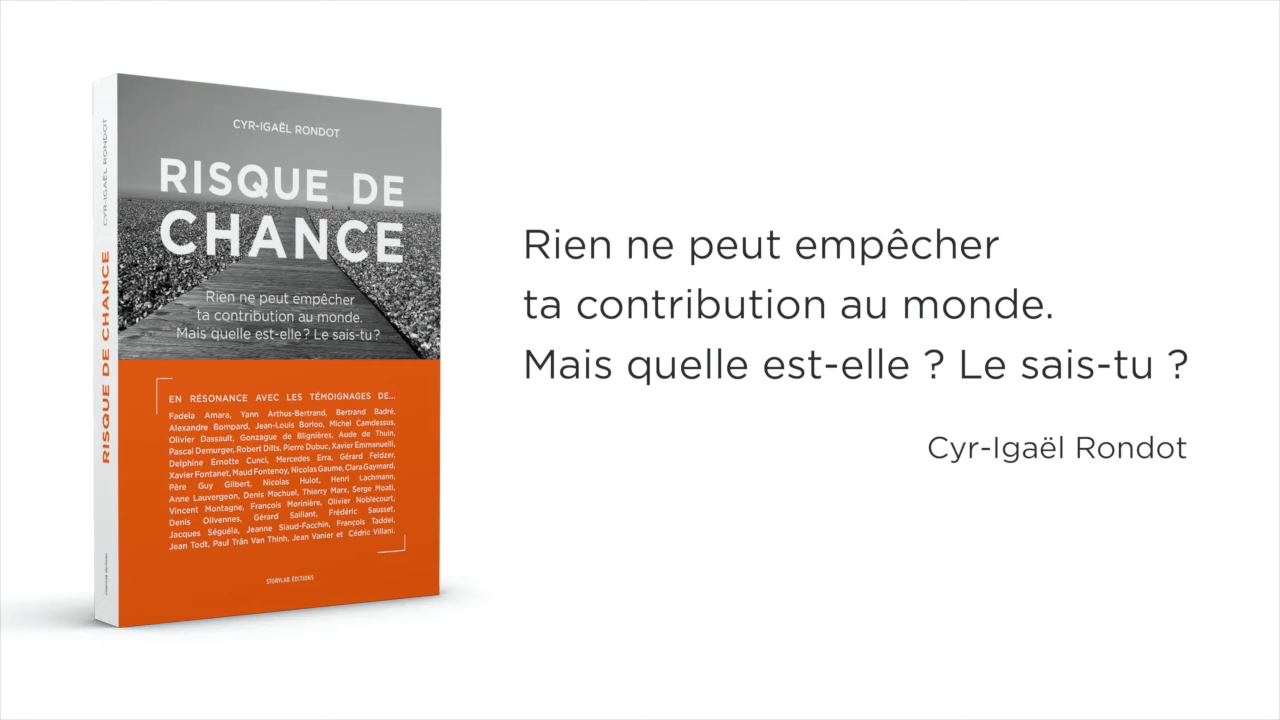 CYR-IGAËL RONDOT
RISQUE DE CHANCE
CYR-IGAËL RONDOT
RISQUE DE
CHANCE
Rien ne peut empêcher
ta contribution au monde.
Mais quelle est-elle ? Le sais-tu ?
EN RÉSONANCE AVEC LES TÉMOIGNAGES DE...
Fadela Amara, Yann Arthus-Bertrand, Bertrand Badré,
Alexandre Bompard, Jean-Louis Borloo, Michel Camdessus,
Olivier Dassault, Gonzague de Blignières, Aude de Thuin,
Pascal Demurger, Robert Dilts, Pierre Dubuc, Xavier Emmanuelli,
Delphine Ernotte Cunci, Mercedes Erra, Gérard Feldzer,
Xavier Fontanet, Maud Fontenoy, Nicolas Gaume, Clara Gaymard,
Père Guy Gilbert, Nicolas Hulot, Henri Lachmann,
Anne Lauvergeon, Denis Machuel, Thierry Marx, Serge Moati,
Vincent Montagne, François Morinière, Olivier Noblecourt,
Denis Olivennes, Gérard Saillant, Frédéric Sausset,
Jacques Séguéla, Jeanne Siaud-Facchin, François Taddei,
Jean Todt, Paul Trân Van Thinh, Jean Vanier et Cédric Villani.
STORYLAB ÉDITIONS
Rien ne peut empêcher
ta contribution au monde.
Mais quelle est-elle ? Le sais-tu ?
Cyr-Igaël Rondot